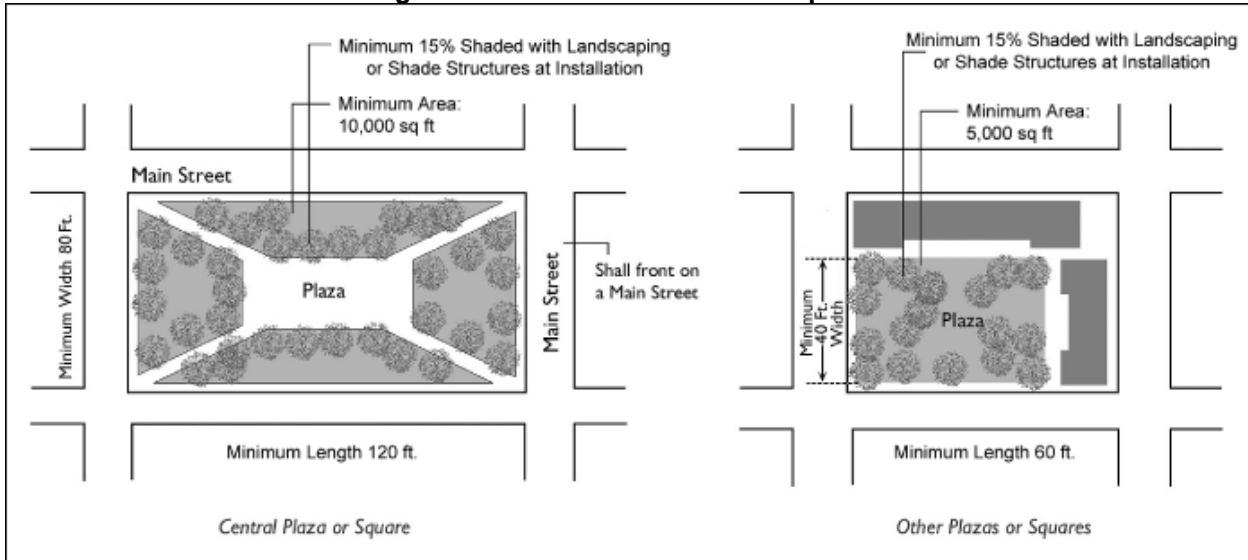 Minimum 15% Shaded with Landscaping
or Shade Structures at Installation
Minimum Area:
10,000 sq ft
Main Street
Minimum Width 80 Ft.
Plaza
Main Street
Shall front on
a Main Street
Minimum Length 120 ft.
Central Plaza or Square
Minimum 15% Shaded with Landscaping
or Shade Structures at Installation
Minimum Area:
5,000 sq ft
Minimum
40 Ft.
Width
Plaza
Minimum Length 60 ft.
Other Plazas or Squares